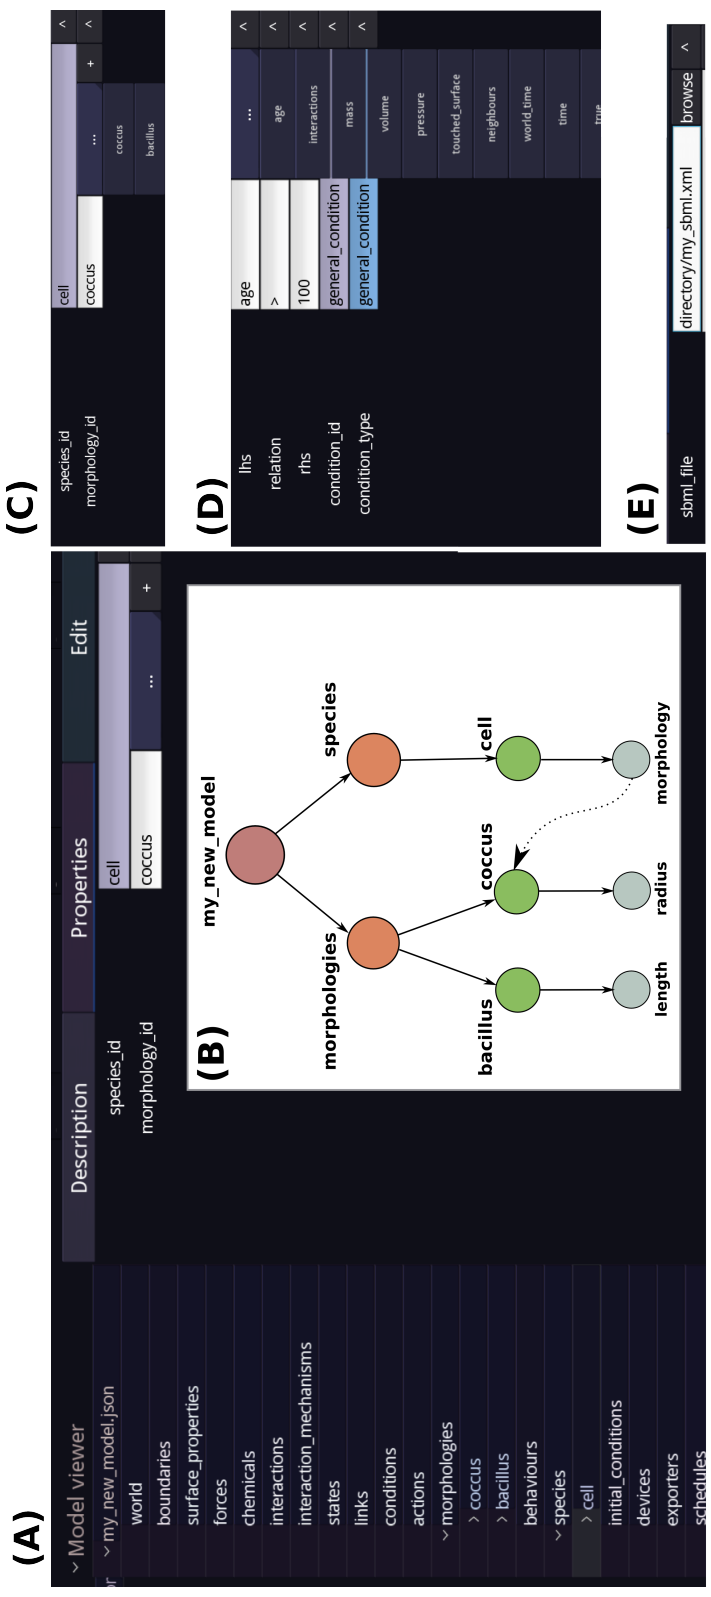 (A)
Model viewer
my_new_model.json
world
boundaries
surface_properties
forces
chemicals
interactions
interaction_mechanisms
states
links
conditions
actions
morphologies
coccus
bacillus
behaviours
species
cell
initial_conditions
devices
exporters
schedules
Description Properties Edit
species_id cell
morphology_id coccus ... +
(B)
my_new_model
morphologies species
bacillus coccus cell
length radius morphology
(C)
species_id cell <
morphology_id coccus ... + <
coccus
bacillus
(D)
lhs age ... <
relation > age <
rhs 100 interactions <
condition_id general_condition mass <
condition_type general_condition volume <
pressure
touched_surface
neighbours
world_time
time
true
(E)
sbml_file directory/my_sbml.xml browse <